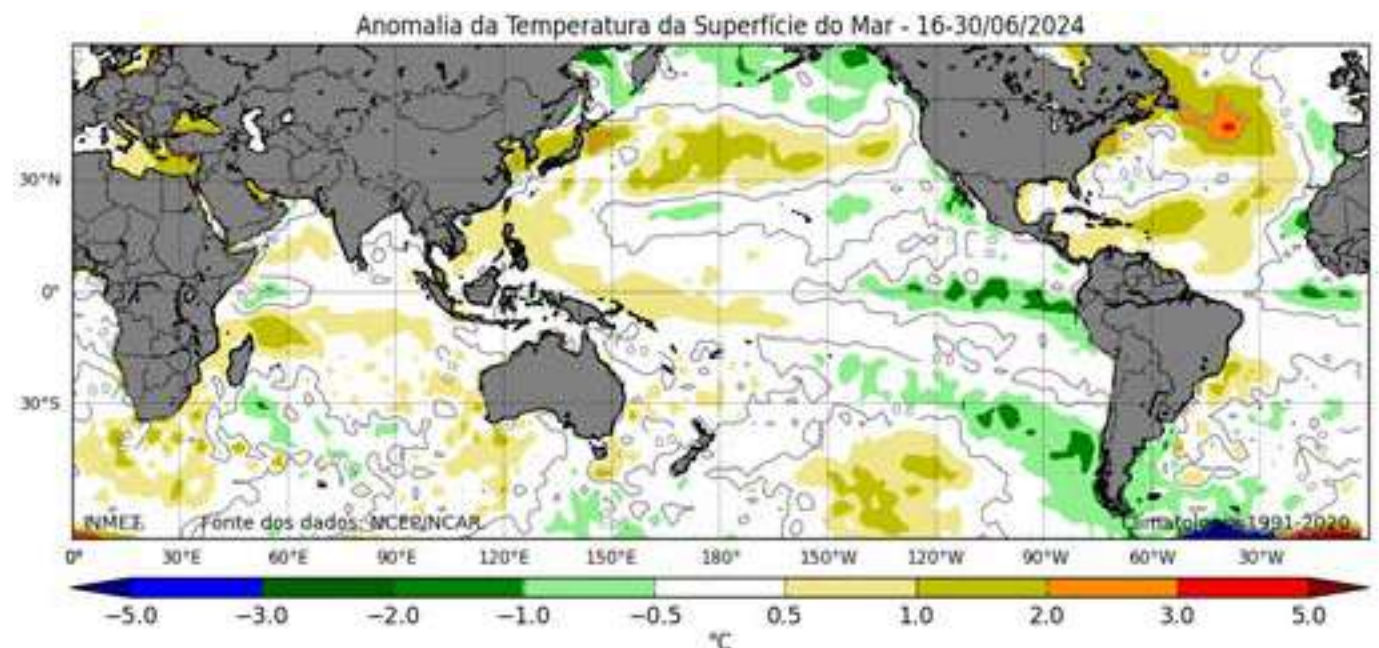 Anomalia da Temperatura da Superfície do Mar - 16-30/06/2024
30°N
0°
30°S
INMET Fonte dos dados: NCEP/NCAR Climatologia:1991-2020
0° 30°E 60°E 90°E 120°E 150°E 180° 150°W 120°W 90°W 60°W 30°W
−5.0 −3.0 −2.0 −1.0 −0.5 0.5 1.0 2.0 3.0 5.0
°C